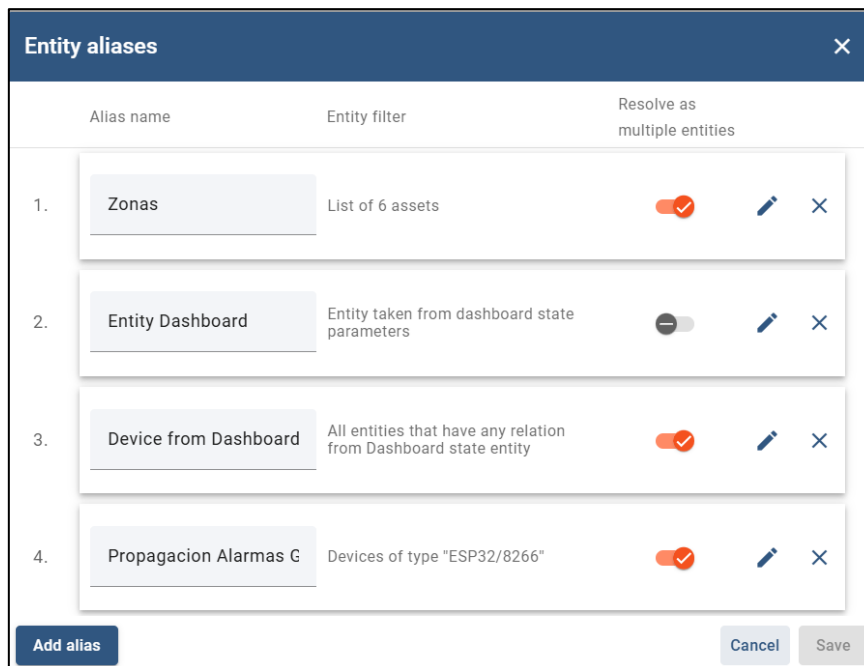 Entity aliases
Alias name Entity filter Resolve as
multiple entities
1. Zonas List of 6 assets
2. Entity Dashboard Entity taken from dashboard state
parameters
3. Device from Dashboard All entities that have any relation
from Dashboard state entity
4. Propagacion Alarmas G Devices of type "ESP32/8266"
Add alias Cancel Save